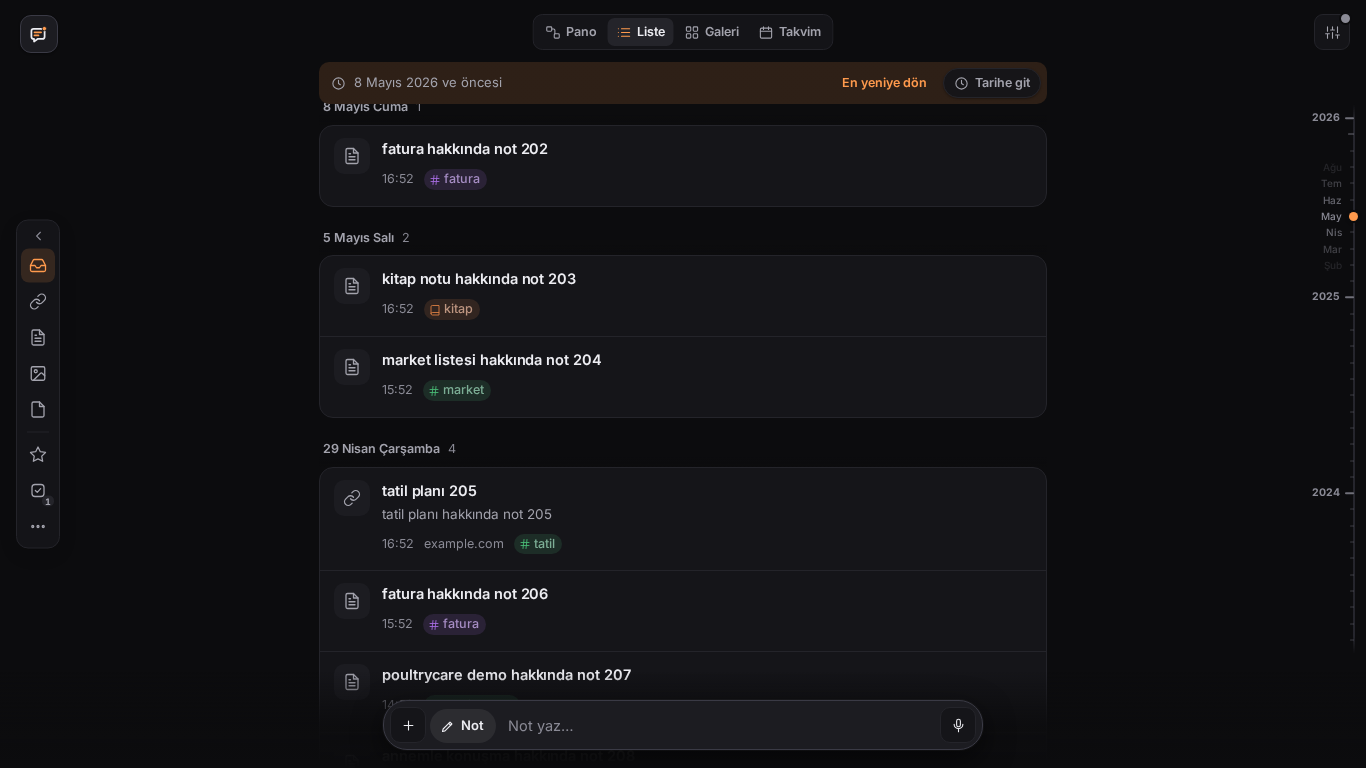 Pano Liste Galeri Takvim
8 Mayıs 2026 ve öncesi En yeniye dön Tarihe git
8 Mayıs Cuma 1
fatura hakkında not 202
16:52 # fatura
5 Mayıs Salı 2
kitap notu hakkında not 203
16:52 kitap
market listesi hakkında not 204
15:52 # market
29 Nisan Çarşamba 4
tatil planı 205
tatil planı hakkında not 205
16:52 example.com # tatil
fatura hakkında not 206
15:52 # fatura
poultrycare demo hakkında not 207
Not Not yaz...
1
2026
Ağu
Tem
Haz
May
Nis
Mar
Şub
2025
2024